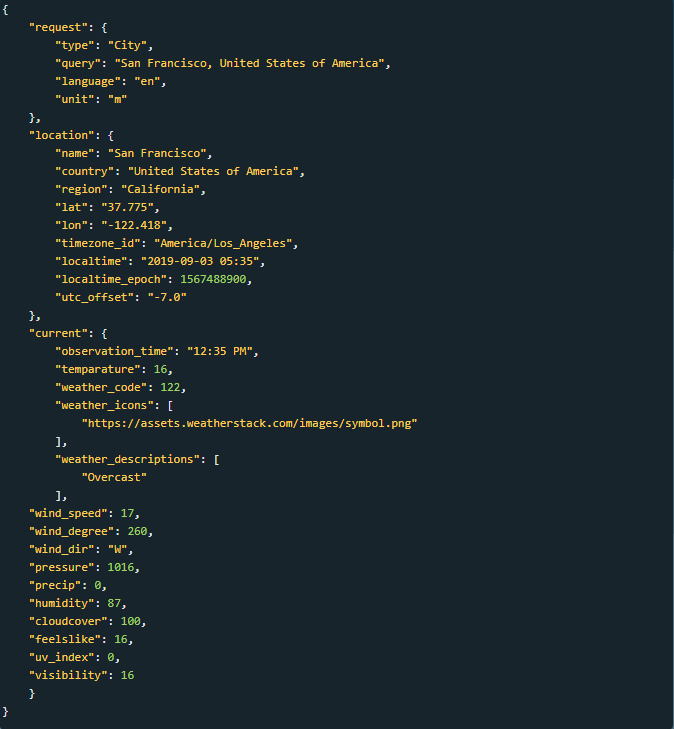 {
    "request": {
        "type": "City",
        "query": "San Francisco, United States of America",
        "language": "en",
        "unit": "m"
    },
    "location": {
        "name": "San Francisco",
        "country": "United States of America",
        "region": "California",
        "lat": "37.775",
        "lon": "-122.418",
        "timezone_id": "America/Los_Angeles",
        "localtime": "2019-09-03 05:35",
        "localtime_epoch": 1567488900,
        "utc_offset": "-7.0"
    },
    "current": {
        "observation_time": "12:35 PM",
        "temparature": 16,
        "weather_code": 122,
        "weather_icons": [
            "https://assets.weatherstack.com/images/symbol.png"
        ],
        "weather_descriptions": [
            "Overcast"
        ],
    "wind_speed": 17,
    "wind_degree": 260,
    "wind_dir": "W",
    "pressure": 1016,
    "precip": 0,
    "humidity": 87,
    "cloudcover": 100,
    "feelslike": 16,
    "uv_index": 0,
    "visibility": 16
    }
}